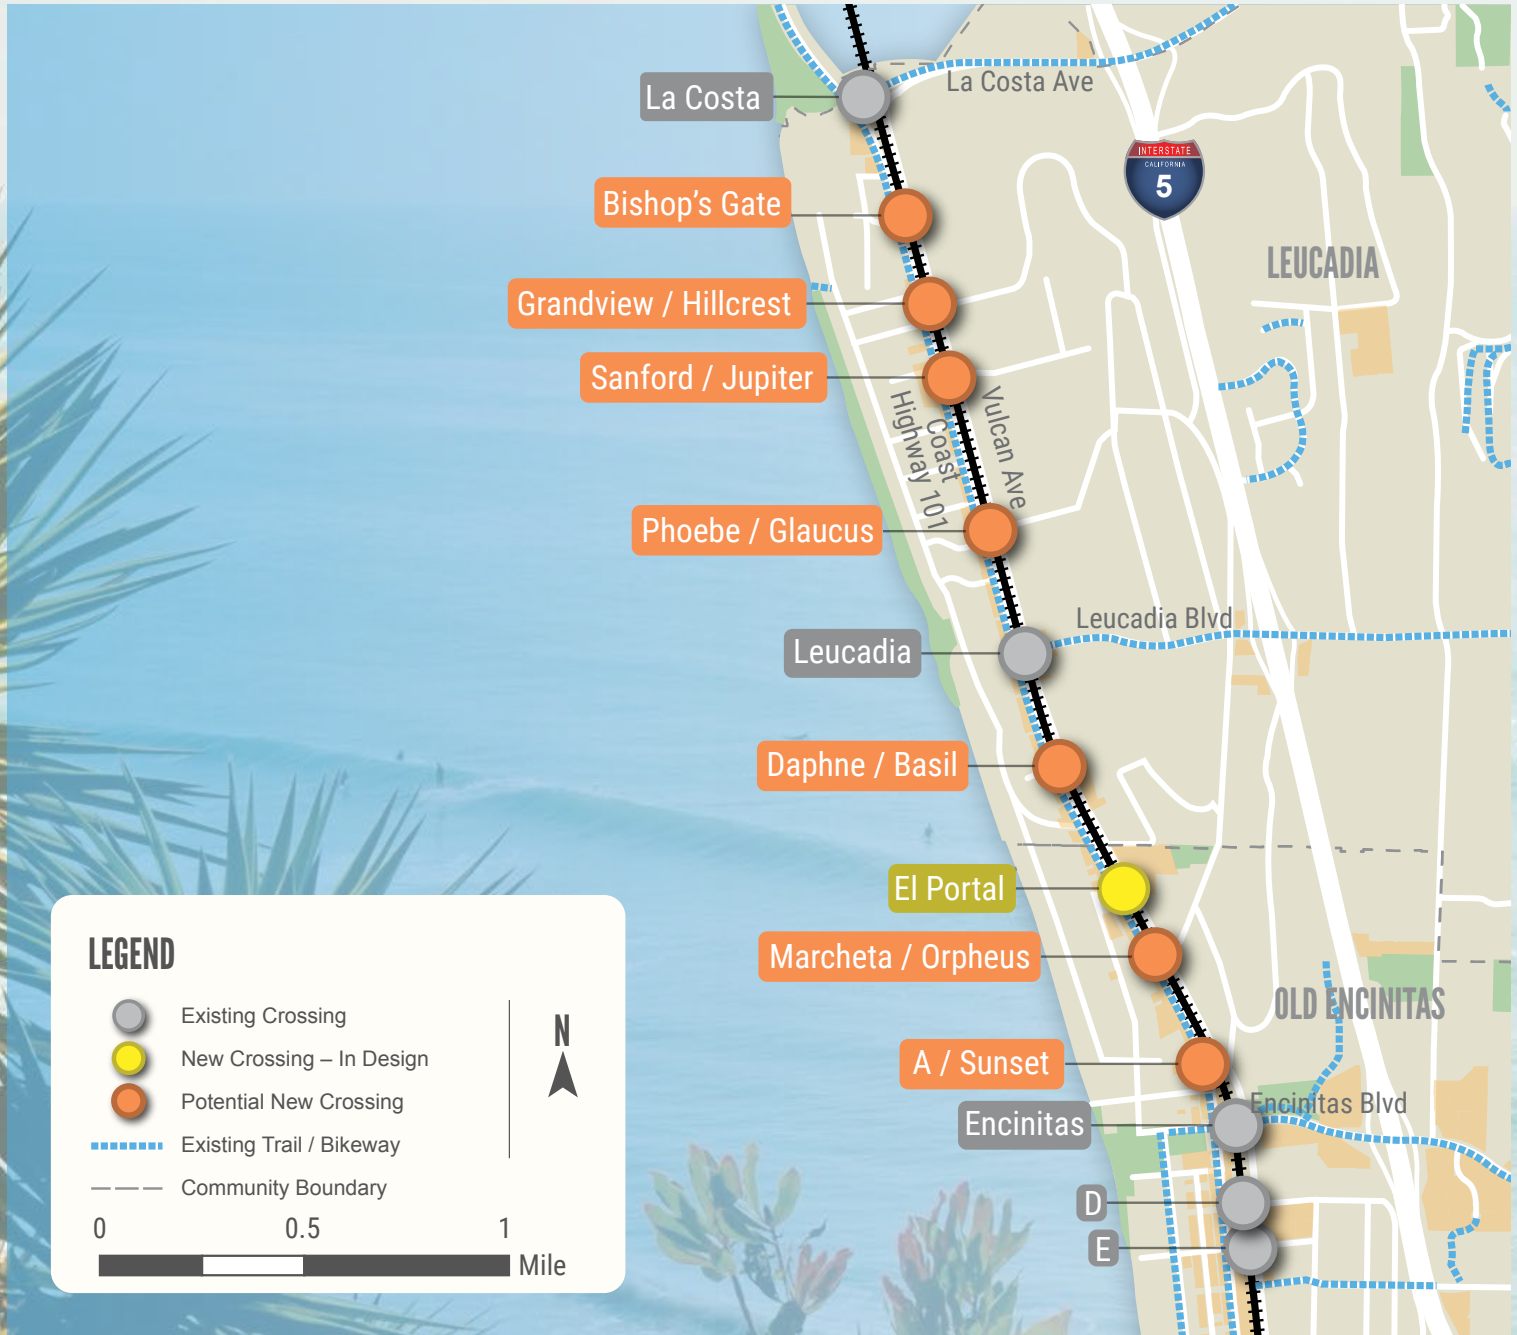 La Costa
La Costa Ave
INTERSTATE
CALIFORNIA
5
Bishop's Gate
LEUCADIA
Grandview / Hillcrest
Sanford / Jupiter
Coast
Highway 101
Vulcan Ave
Phoebe / Glaucus
Leucadia Blvd
Leucadia
Daphne / Basil
El Portal
Marcheta / Orpheus
OLD ENCINITAS
A / Sunset
Encinitas Blvd
Encinitas
D
E
LEGEND
Existing Crossing
New Crossing – In Design
Potential New Crossing
Existing Trail / Bikeway
Community Boundary
N
0 0.5 1
Mile